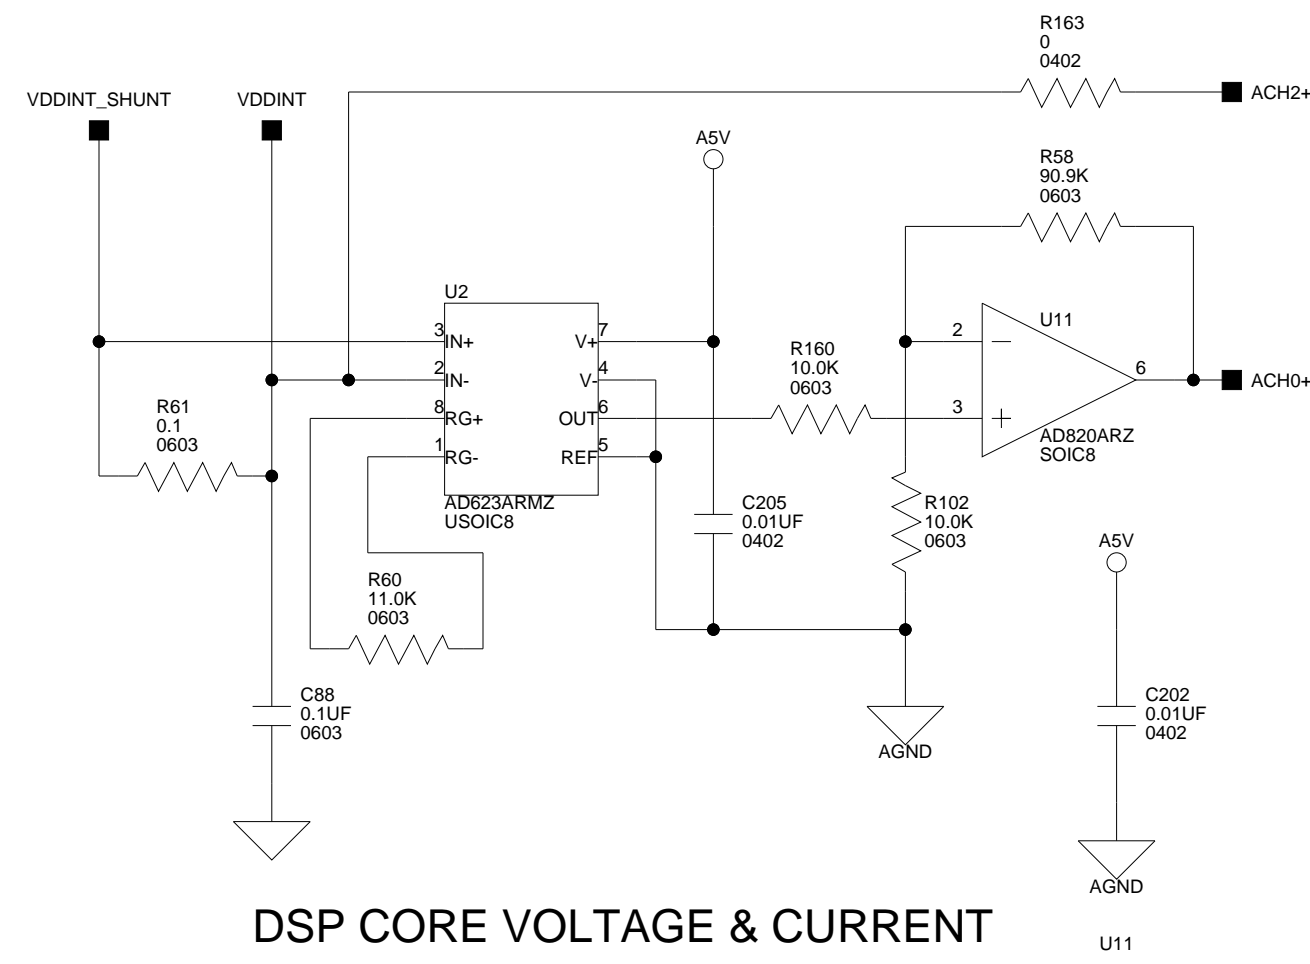 R163
0
0402
ACH2+
VDDINT_SHUNT
VDDINT
A5V
R58
90.9K
0603
U2
3
IN+
2
IN-
8
RG+
1
RG-
7
V+
4
V-
6
OUT
5
REF
AD623ARMZ
USOIC8
R160
10.0K
0603
U11
2
3
6
ACH0+
AD820ARZ
SOIC8
R61
0.1
0603
C205
0.01UF
0402
R102
10.0K
0603
R60
11.0K
0603
C88
0.1UF
0603
AGND
A5V
C202
0.01UF
0402
AGND
U11
DSP CORE VOLTAGE & CURRENT